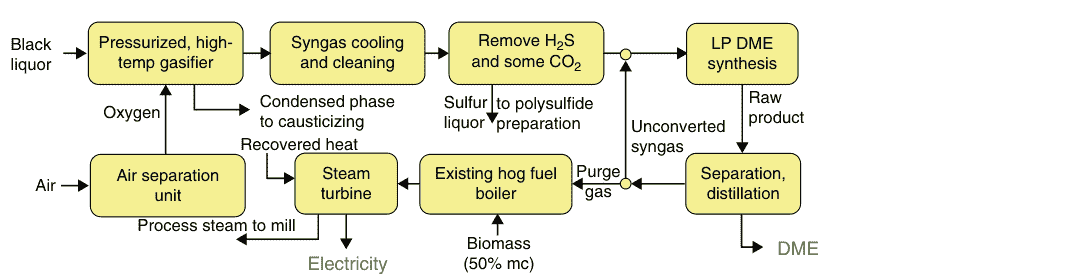 Black
liquor
Pressurized, high-
temp gasifier
Syngas cooling
and cleaning
Remove H₂S
and some CO₂
LP DME
synthesis
Oxygen
Condensed phase
to causticizing
Sulfur
liquor
to polysulfide
preparation
Unconverted
syngas
Raw
product
Recovered heat
Air
Air separation
unit
Steam
turbine
Existing hog fuel
boiler
Purge
gas
Separation,
distillation
Process steam to mill
Electricity
Biomass
(50% mc)
DME